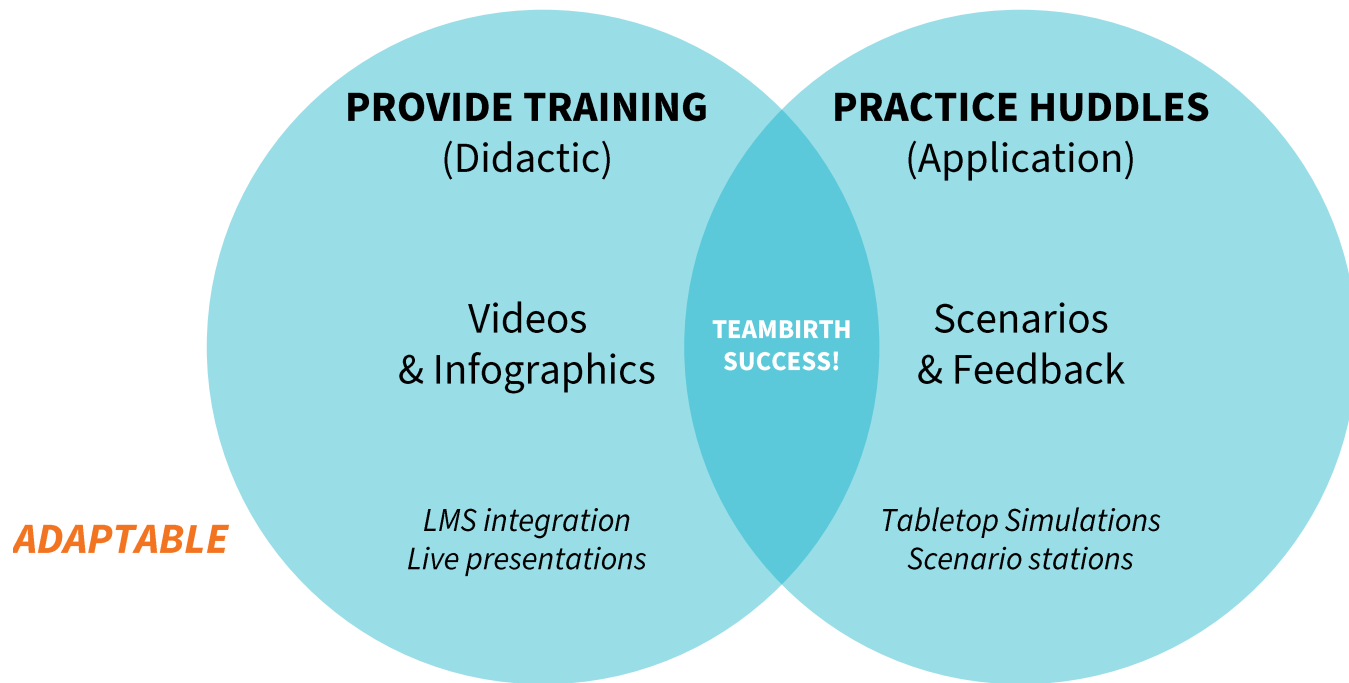 PROVIDE TRAINING
(Didactic)
Videos
& Infographics
LMS integration
Live presentations
TEAMBIRTH
SUCCESS!
PRACTICE HUDDLES
(Application)
Scenarios
& Feedback
Tabletop Simulations
Scenario stations
ADAPTABLE